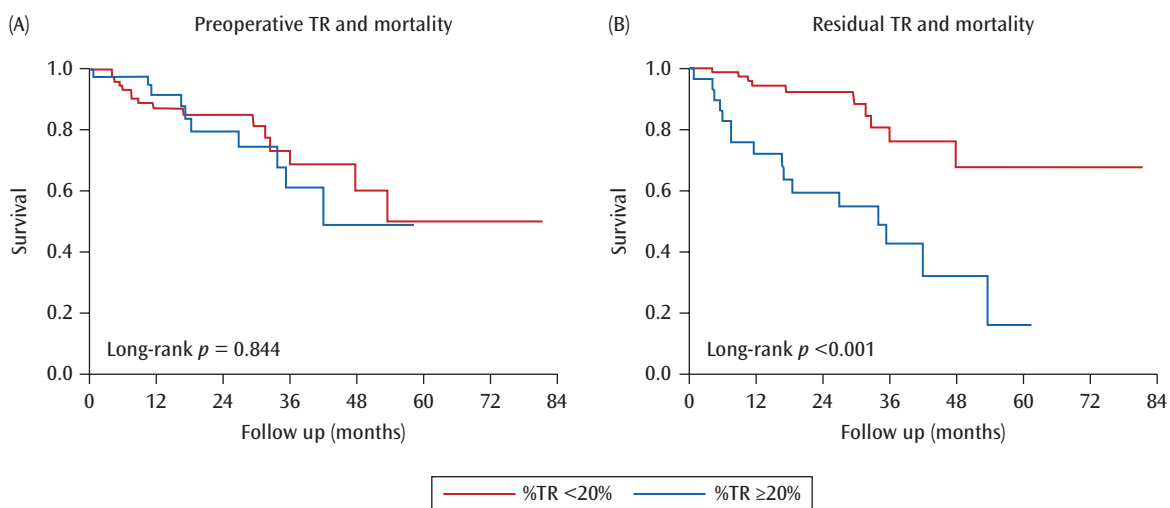 (A) Preoperative TR and mortality
1.0
0.8
0.6
0.4
0.2
0.0
Survival
Long-rank p = 0.844
0 12 24 36 48 60 72 84
Follow up (months)
(B) Residual TR and mortality
1.0
0.8
0.6
0.4
0.2
0.0
Survival
Long-rank p <0.001
0 12 24 36 48 60 72 84
Follow up (months)
%TR <20% %TR ≥20%